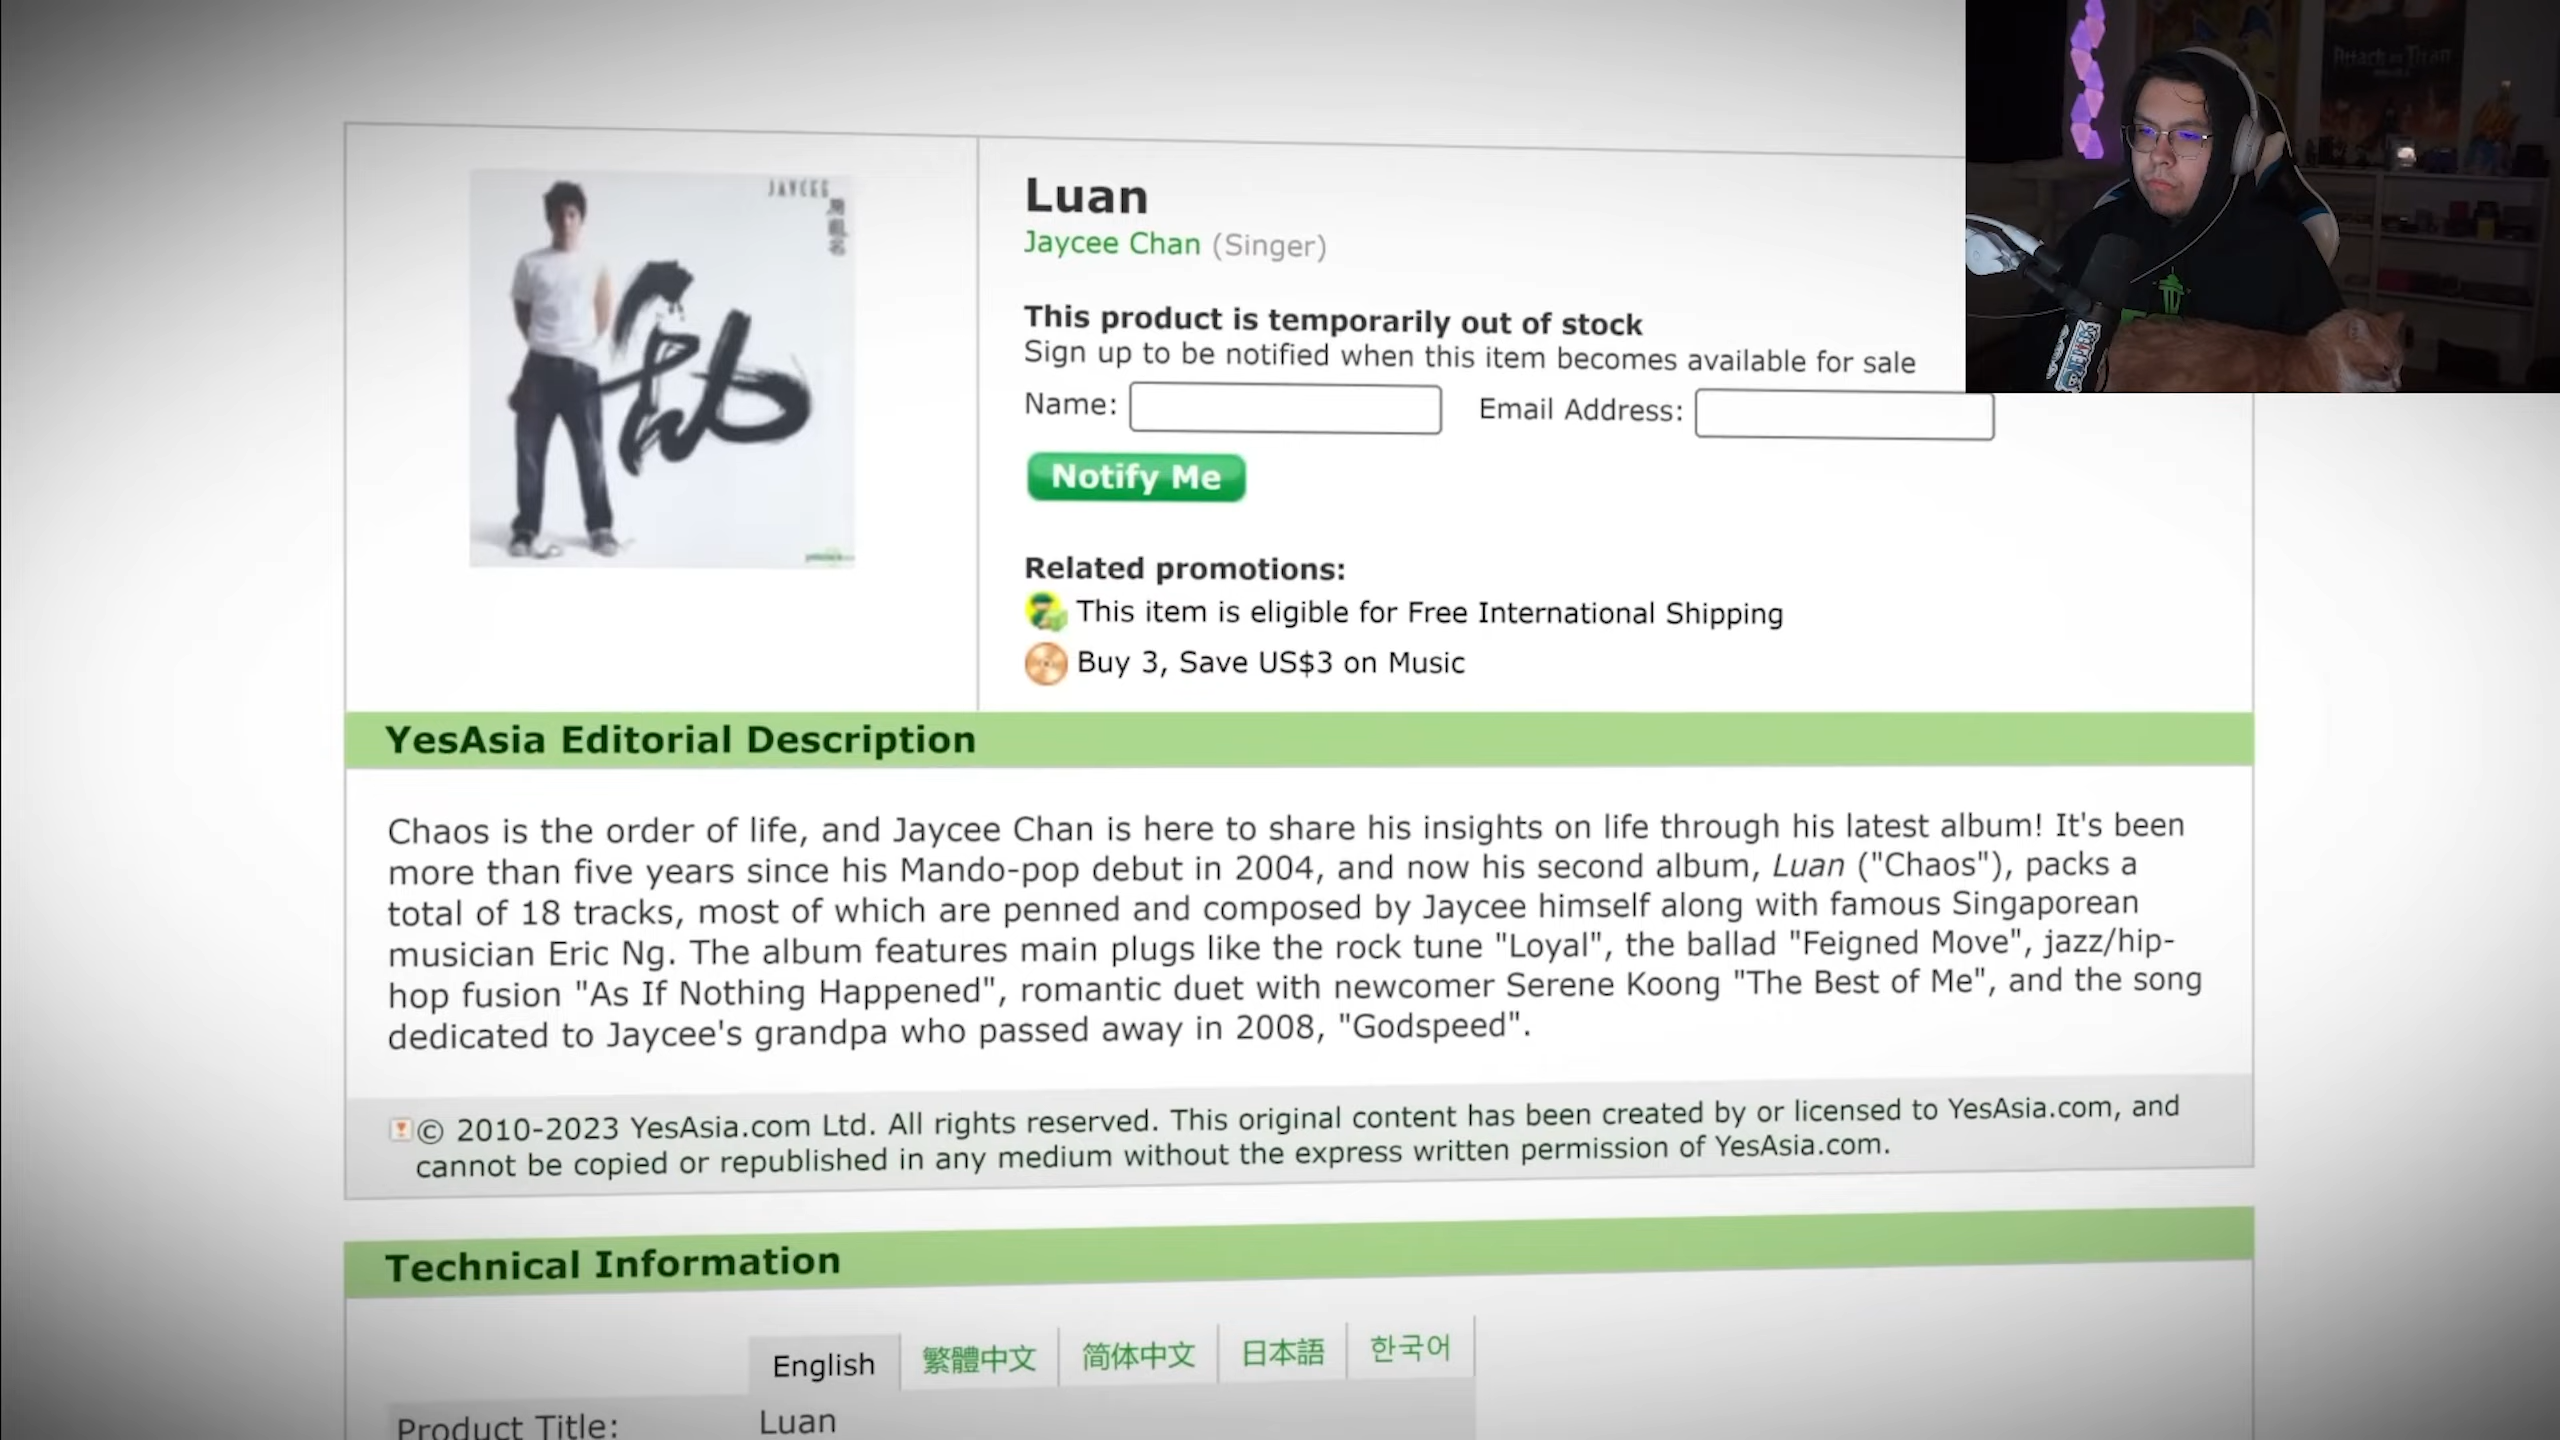 Attack on Titan
JAYCEE
房祖名
亂
Luan
Jaycee Chan (Singer)
This product is temporarily out of stock
Sign up to be notified when this item becomes available for sale
Name:
Email Address:
Notify Me
Related promotions:
This item is eligible for Free International Shipping
Buy 3, Save US$3 on Music
YesAsia Editorial Description
Chaos is the order of life, and Jaycee Chan is here to share his insights on life through his latest album! It's been
more than five years since his Mando-pop debut in 2004, and now his second album, Luan ("Chaos"), packs a
total of 18 tracks, most of which are penned and composed by Jaycee himself along with famous Singaporean
musician Eric Ng. The album features main plugs like the rock tune "Loyal", the ballad "Feigned Move", jazz/hip-
hop fusion "As If Nothing Happened", romantic duet with newcomer Serene Koong "The Best of Me", and the song
dedicated to Jaycee's grandpa who passed away in 2008, "Godspeed".
© 2010-2023 YesAsia.com Ltd. All rights reserved. This original content has been created by or licensed to YesAsia.com, and
cannot be copied or republished in any medium without the express written permission of YesAsia.com.
Technical Information
English 繁體中文 简体中文 日本語 한국어
Product Title: Luan